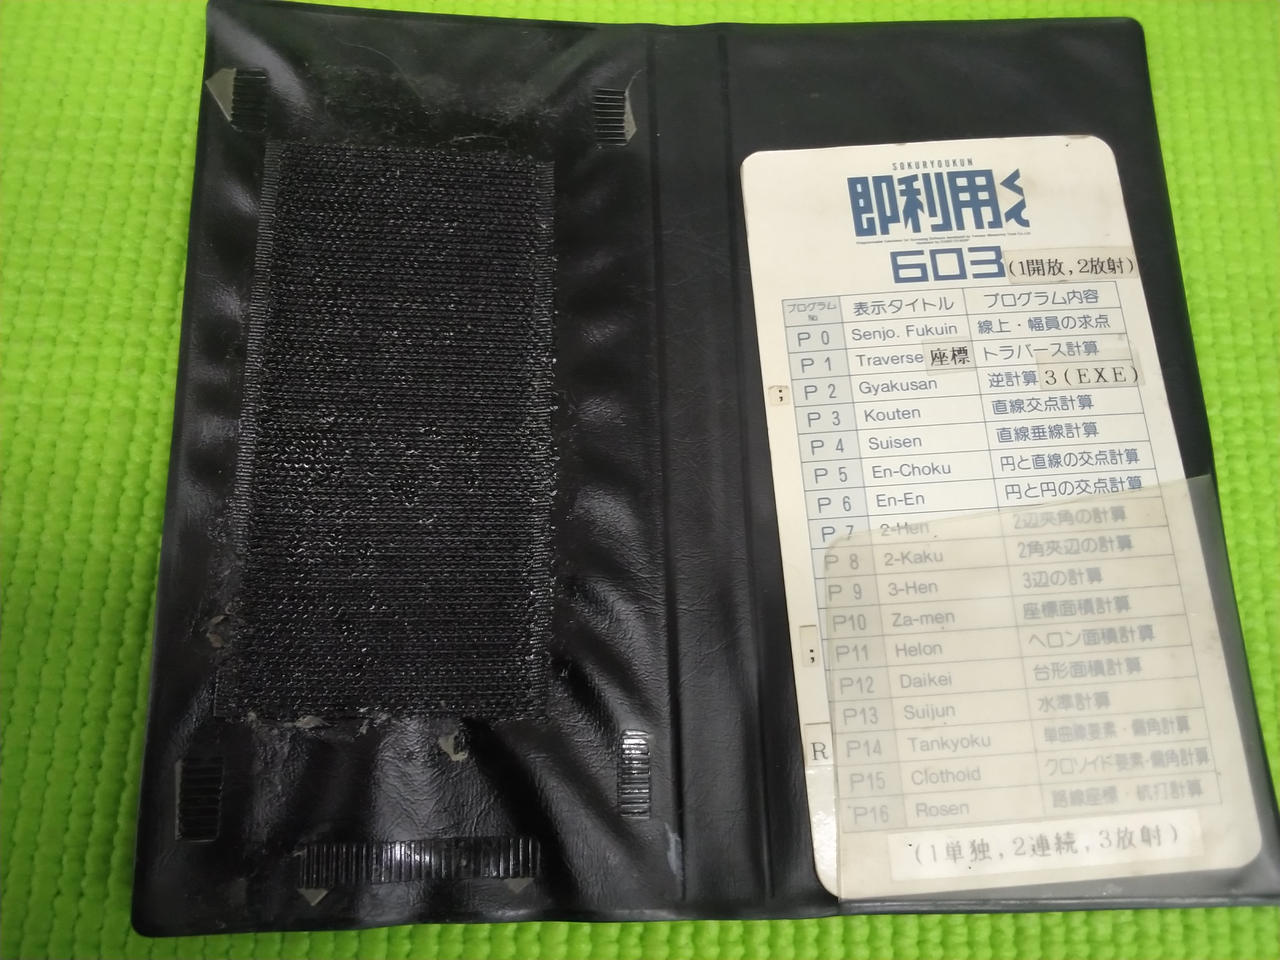 SOKURYOUKUN
即利用くん
603 (1開放,2放射)
プログラム№ 表示タイトル プログラム内容
P 0 Senjo. Fukuin 線上・幅員の求点
P 1 Traverse 座標 トラバース計算
; P 2 Gyakusan 逆計算 3(EXE)
P 3 Kouten 直線交点計算
P 4 Suisen 直線垂線計算
P 5 En-Choku 円と直線の交点計算
P 6 En-En 円と円の交点計算
P 7 2-Hen 2辺夾角の計算
P 8 2-Kaku 2角夾辺の計算
P 9 3-Hen 3辺の計算
P10 Za-men 座標面積計算
; P11 Helon ヘロン面積計算
P12 Daikei 台形面積計算
P13 Suijun 水準計算
R P14 Tankyoku 単曲線要素・偏角計算
P15 Clothoid クロソイド要素・偏角計算
P16 Rosen 路線座標・杭打計算
(1単独,2連続,3放射)